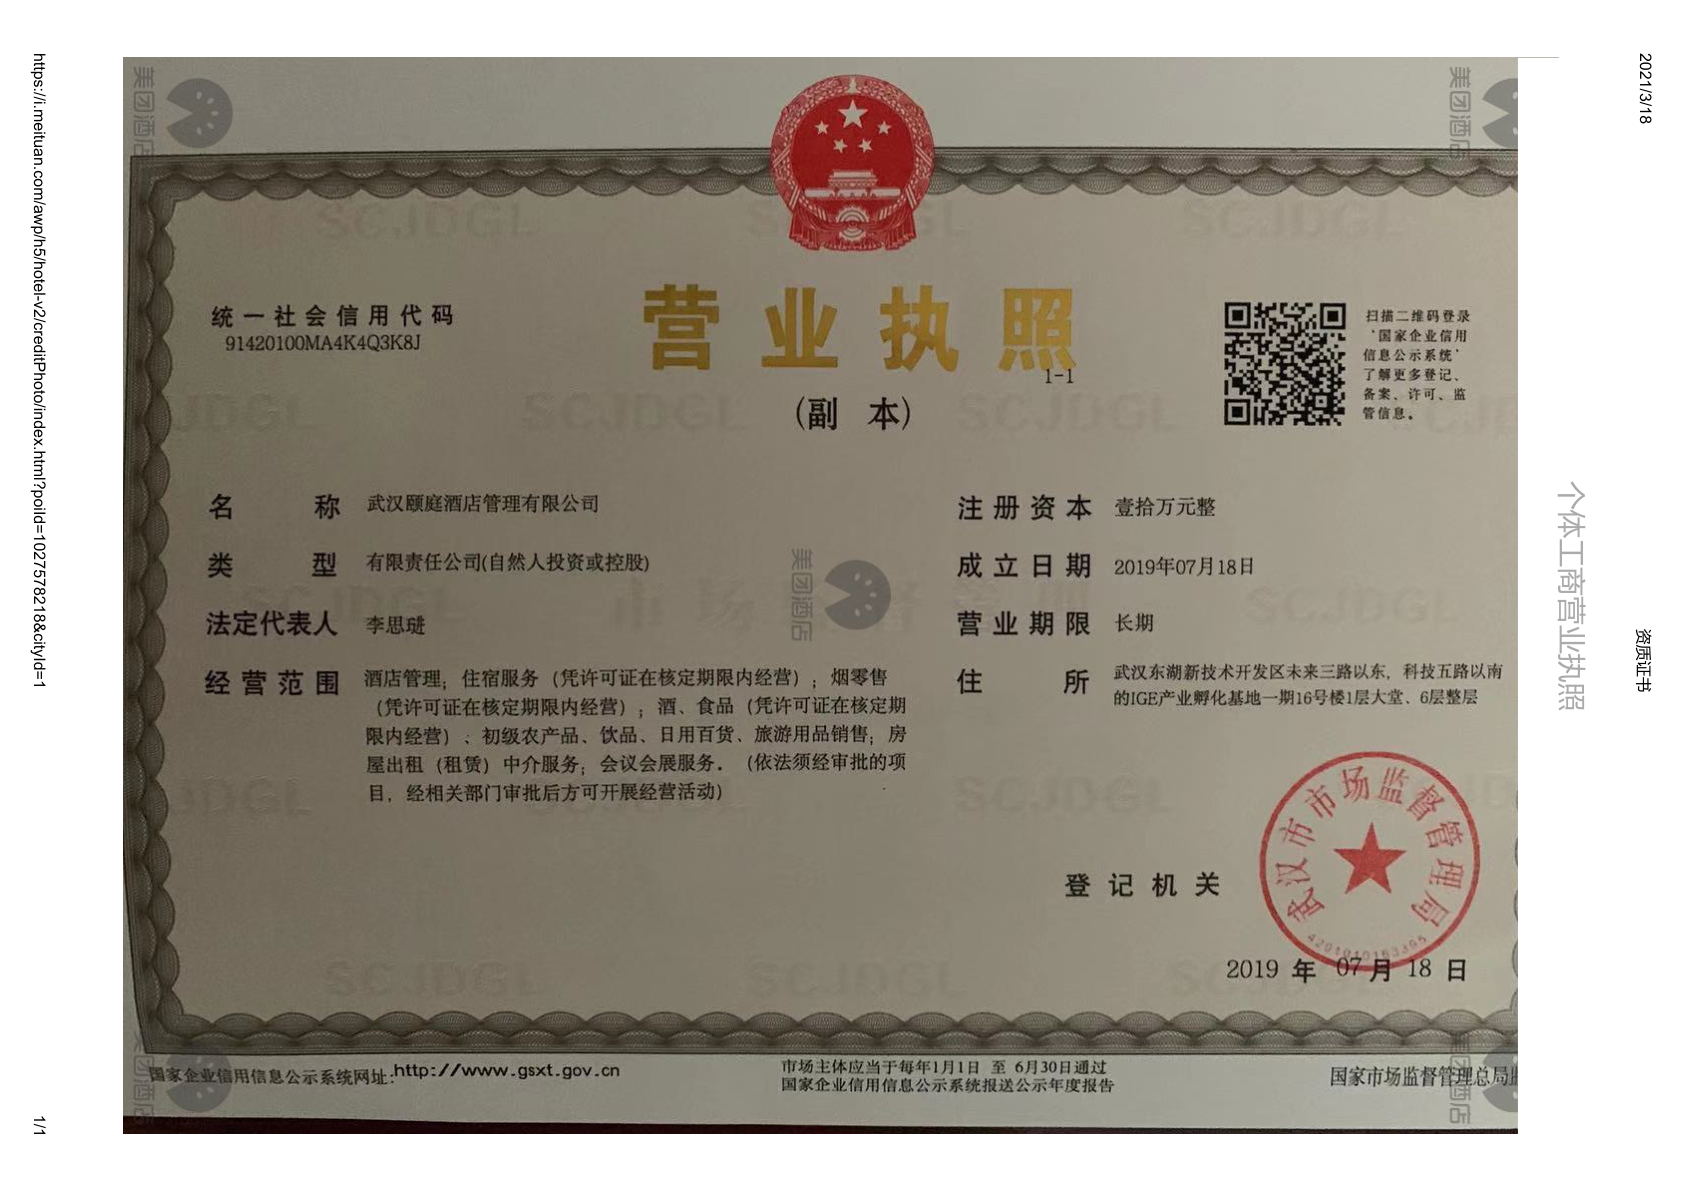 2021/3/18
资质证书
个体工商营业执照
美团酒店
美团酒店
统一社会信用代码
91420100MA4K4Q3K8J
营业执照
1-1
(副 本)
扫描二维码登录
‘国家企业信用
信息公示系统’
了解更多登记、
备案、许可、监
管信息。
名 称 武汉颐庭酒店管理有限公司
类 型 有限责任公司(自然人投资或控股)
法定代表人 李思琎
经营范围 酒店管理；住宿服务（凭许可证在核定期限内经营）；烟零售
（凭许可证在核定期限内经营）；酒、食品（凭许可证在核定期
限内经营）、初级农产品、饮品、日用百货、旅游用品销售；房
屋出租（租赁）中介服务；会议会展服务。（依法须经审批的项
目，经相关部门审批后方可开展经营活动）
注册资本 壹拾万元整
成立日期 2019年07月18日
营业期限 长期
住 所 武汉东湖新技术开发区未来三路以东，科技五路以南
的IGE产业孵化基地一期16号楼1层大堂、6层整层
美团酒店
SCJDGL
武汉市市场监督管理局
登记机关
2019 年 07 月 18 日
国家企业信用信息公示系统网址:http://www.gsxt.gov.cn
市场主体应当于每年1月1日 至 6月30日通过
国家企业信用信息公示系统报送公示年度报告
国家市场监督管理总局监
美团酒店
美团酒店
https://i.meituan.com/awp/h5/hotel-v2/creditPhoto/index.html?poiId=1027578218&cityId=1
1/1